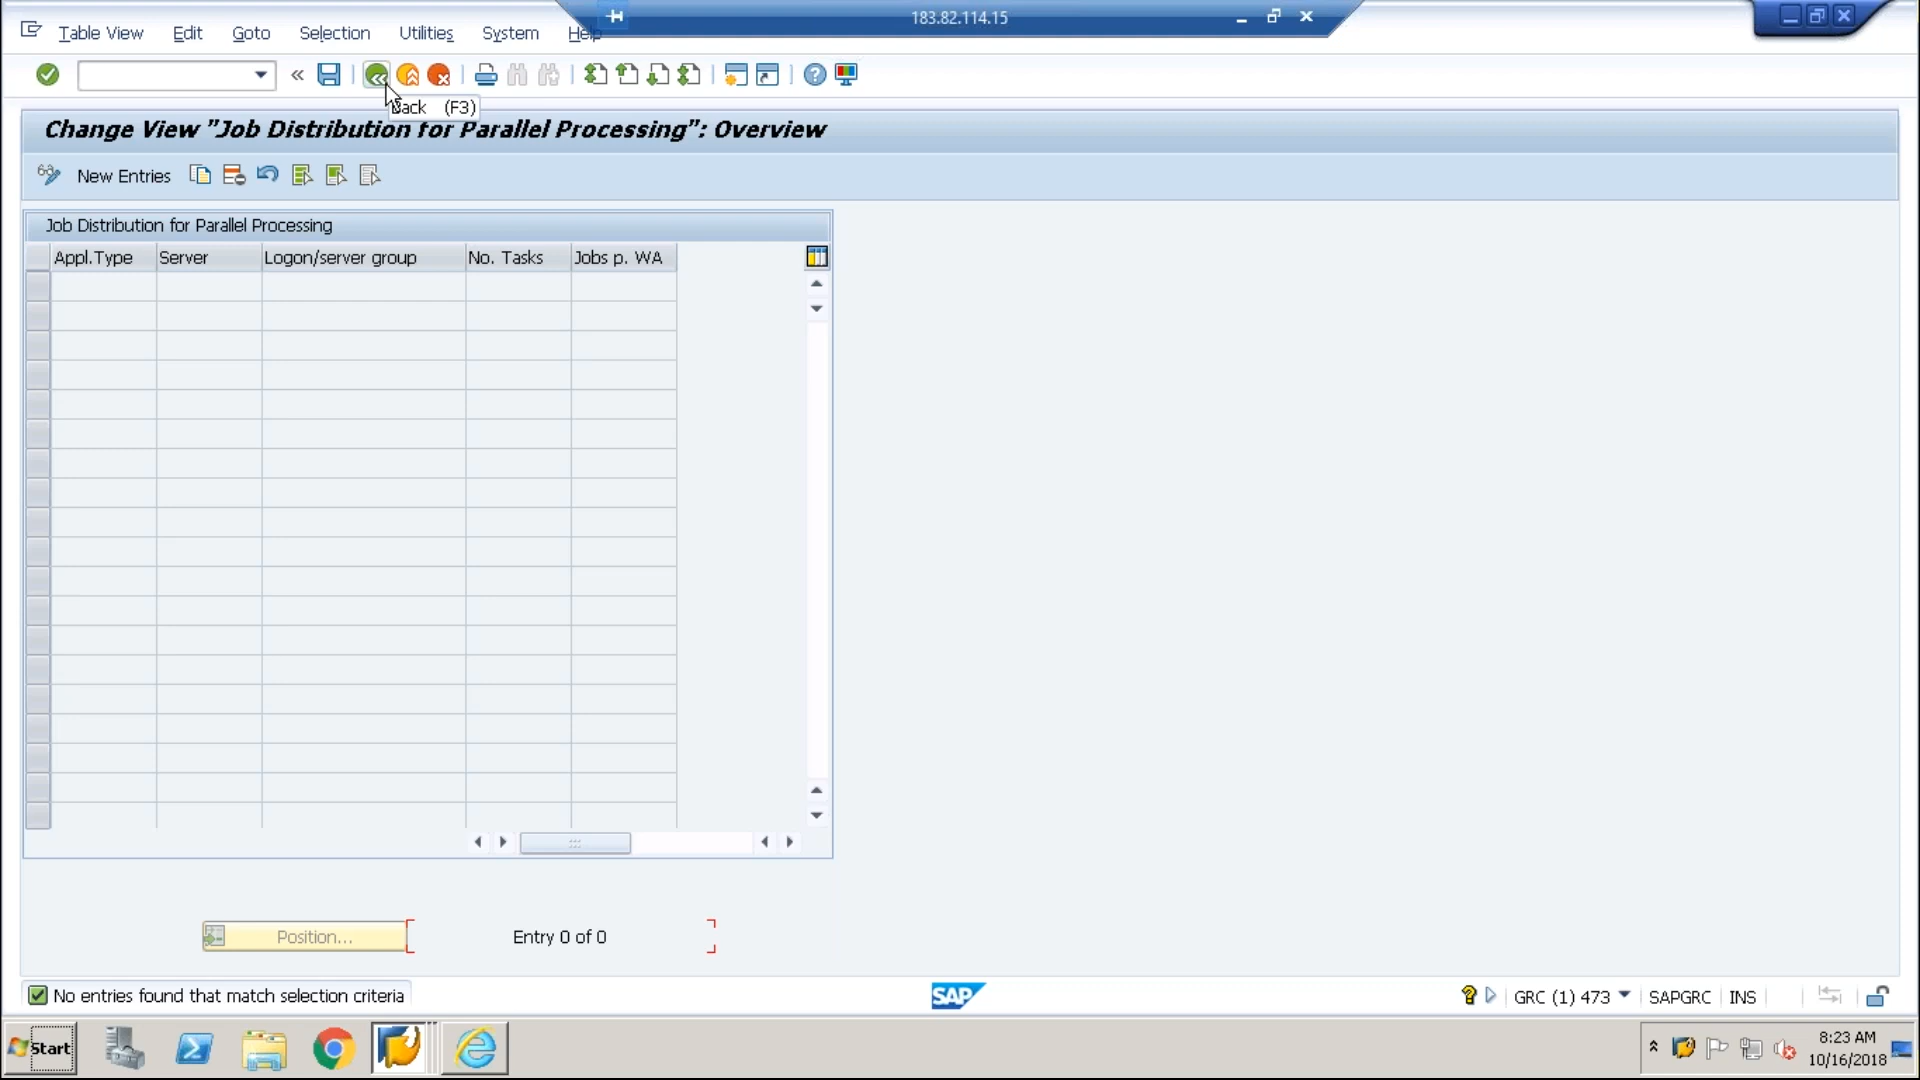 183.82.114.15
Table View Edit Goto Selection Utilities System Help
Back (F3)
Change View "Job Distribution for Parallel Processing": Overview
New Entries
Job Distribution for Parallel Processing
Appl.Type Server Logon/server group No. Tasks Jobs p. WA
Position... Entry 0 of 0
No entries found that match selection criteria SAP GRC (1) 473 SAPGRC INS
Start
8:23 AM
10/16/2018